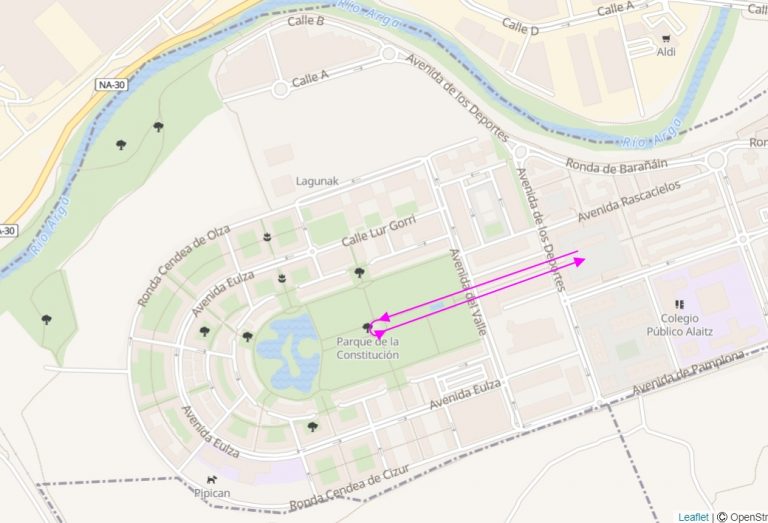 Río Arga
Calle B
Calle D
Calle A
Aldi
NA-30
Calle A
Avenida de los Deportes
Río Arga
Ronda de Barañáin
Ron
Lagunak
Avenida Rascacielos
Avenida de los Deportes
Calle Lur Gorri
Ronda Cendea de Olza
A-30
Río Arga
Avenida Eulza
Avenida del Valle
Colegio
Público Alaitz
Parque de la
Constitución
Avenida de Pamplona
Avenida Eulza
Avenida Eulza
Pipican
Ronda Cendea de Cizur
Leaflet | © OpenStr